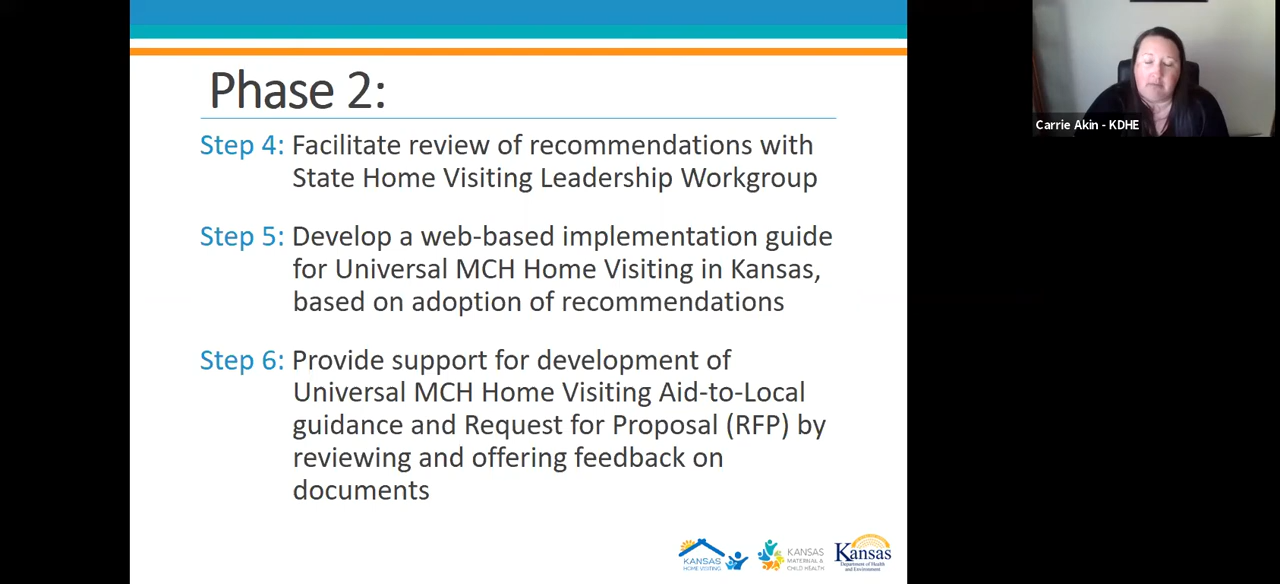 Phase 2:
Step 4: Facilitate review of recommendations with
State Home Visiting Leadership Workgroup
Step 5: Develop a web-based implementation guide
for Universal MCH Home Visiting in Kansas,
based on adoption of recommendations
Step 6: Provide support for development of
Universal MCH Home Visiting Aid-to-Local
guidance and Request for Proposal (RFP) by
reviewing and offering feedback on
documents
KANSAS
HOME VISITING
KANSAS
MATERNAL &
CHILD HEALTH
Kansas
Department of Health
and Environment
Carrie Akin - KDHE